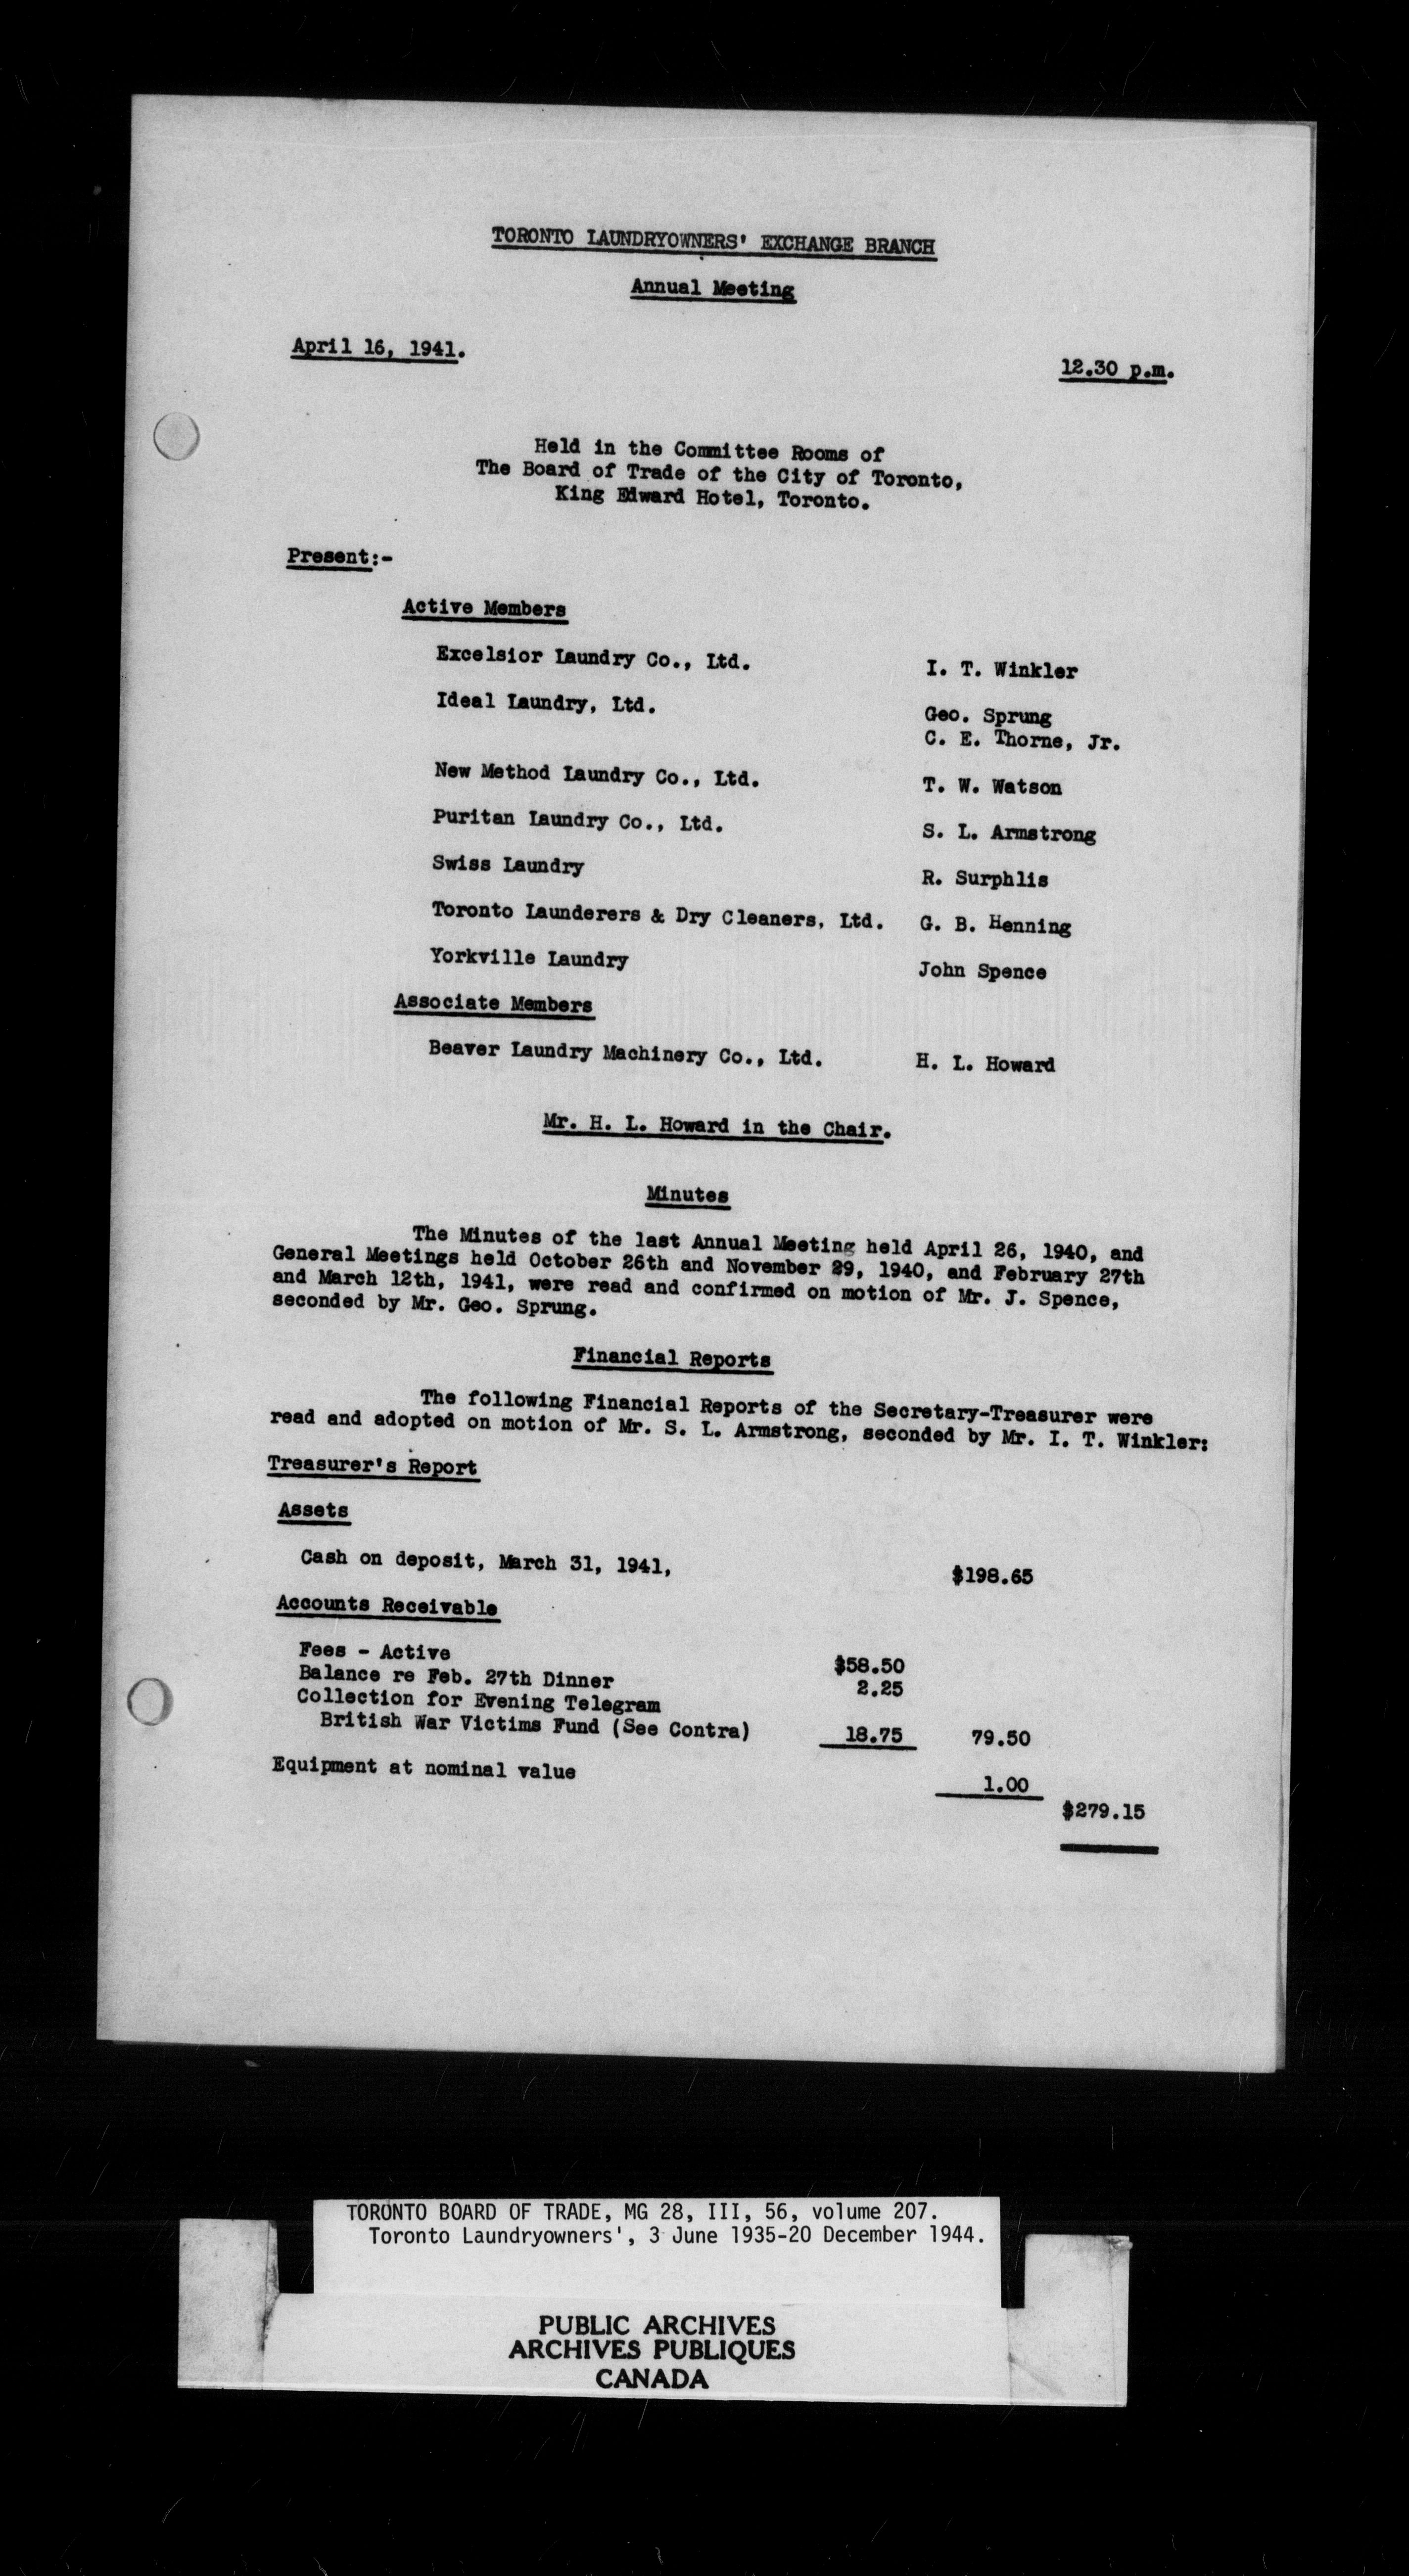 TORONTO LAUNDRYOWNERS' EXCHANGE BRANCH
Annual Meeting
April 16, 1941.
12.30 p.m.
Held in the Committee Rooms of
The Board of Trade of the City of Toronto,
King Edward Hotel, Toronto.
Present:-
Active Members
Excelsior Laundry Co., Ltd. I. T. Winkler
Ideal Laundry, Ltd. Geo. Sprung
C. E. Thorne, Jr.
New Method Laundry Co., Ltd. T. W. Watson
Puritan Laundry Co., Ltd. S. L. Armstrong
Swiss Laundry R. Surphlis
Toronto Launderers & Dry Cleaners, Ltd. G. B. Henning
Yorkville Laundry John Spence
Associate Members
Beaver Laundry Machinery Co., Ltd. H. L. Howard
Mr. H. L. Howard in the Chair.
Minutes
The Minutes of the last Annual Meeting held April 26, 1940, and
General Meetings held October 26th and November 29, 1940, and February 27th
and March 12th, 1941, were read and confirmed on motion of Mr. J. Spence,
seconded by Mr. Geo. Sprung.
Financial Reports
The following Financial Reports of the Secretary-Treasurer were
read and adopted on motion of Mr. S. L. Armstrong, seconded by Mr. I. T. Winkler:
Treasurer's Report
Assets
Cash on deposit, March 31, 1941, $198.65
Accounts Receivable
Fees - Active $58.50
Balance re Feb. 27th Dinner 2.25
Collection for Evening Telegram
British War Victims Fund (See Contra) 18.75 79.50
Equipment at nominal value 1.00
$279.15
TORONTO BOARD OF TRADE, MG 28, III, 56, volume 207.
Toronto Laundryowners', 3 June 1935-20 December 1944.
PUBLIC ARCHIVES
ARCHIVES PUBLIQUES
CANADA